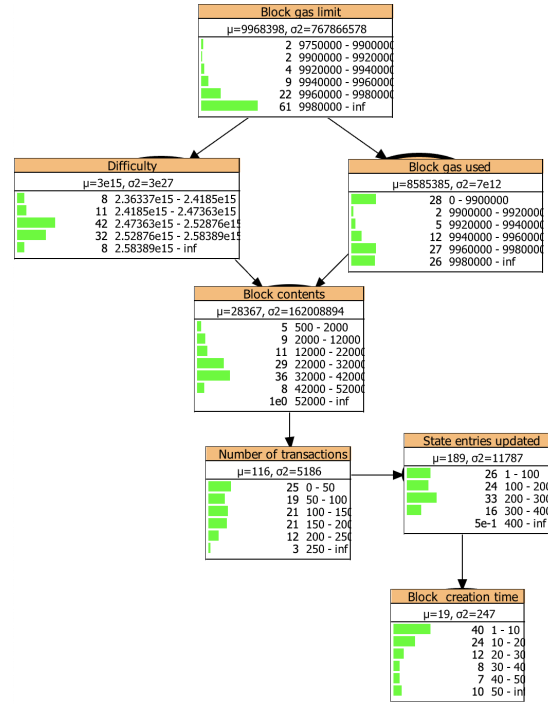 Block gas limit
µ=9968398, σ2=767866578
2 9750000 - 9900000
2 9900000 - 9920000
4 9920000 - 9940000
9 9940000 - 9960000
22 9960000 - 9980000
61 9980000 - inf
Difficulty
µ=3e15, σ2=3e27
8 2.36337e15 - 2.4185e15
11 2.4185e15 - 2.47363e15
42 2.47363e15 - 2.52876e15
32 2.52876e15 - 2.58389e15
8 2.58389e15 - inf
Block gas used
µ=8585385, σ2=7e12
28 0 - 9900000
2 9900000 - 9920000
5 9920000 - 9940000
12 9940000 - 9960000
27 9960000 - 9980000
26 9980000 - inf
Block contents
µ=28367, σ2=162008894
5 500 - 2000
9 2000 - 12000
11 12000 - 22000
29 22000 - 32000
36 32000 - 42000
8 42000 - 52000
1e0 52000 - inf
Number of transactions
µ=116, σ2=5186
25 0 - 50
19 50 - 100
21 100 - 150
21 150 - 200
12 200 - 250
3 250 - inf
State entries updated
µ=189, σ2=11787
26 1 - 100
24 100 - 200
33 200 - 300
16 300 - 400
5e-1 400 - inf
Block creation time
µ=19, σ2=247
40 1 - 10
24 10 - 20
12 20 - 30
8 30 - 40
7 40 - 50
10 50 - inf